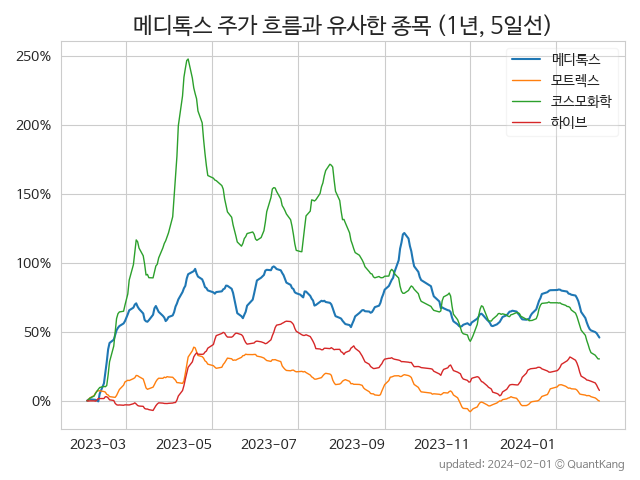 메디톡스 주가 흐름과 유사한 종목 (1년, 5일선)
메디톡스
모트렉스
코스모화학
하이브
250%
200%
150%
100%
50%
0%
2023-03 2023-05 2023-07 2023-09 2023-11 2024-01
updated: 2024-02-01 © QuantKang